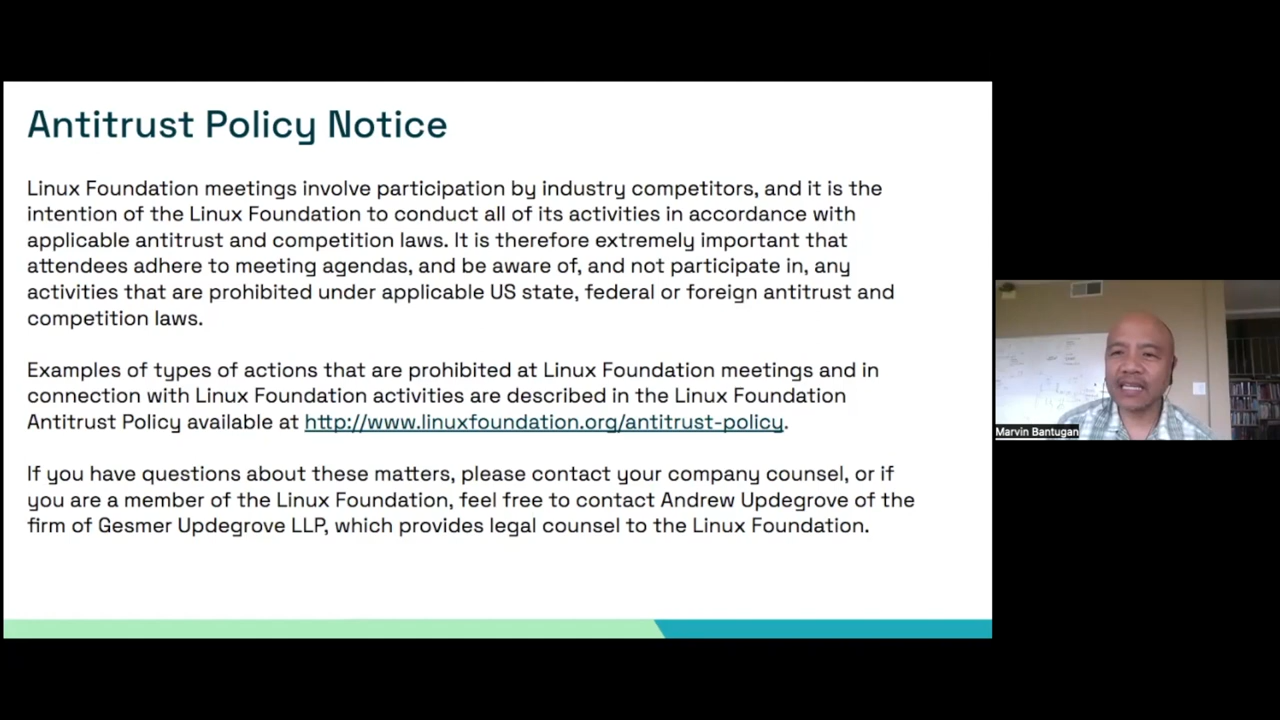 Antitrust Policy Notice
Linux Foundation meetings involve participation by industry competitors, and it is the
intention of the Linux Foundation to conduct all of its activities in accordance with
applicable antitrust and competition laws. It is therefore extremely important that
attendees adhere to meeting agendas, and be aware of, and not participate in, any
activities that are prohibited under applicable US state, federal or foreign antitrust and
competition laws.
Examples of types of actions that are prohibited at Linux Foundation meetings and in
connection with Linux Foundation activities are described in the Linux Foundation
Antitrust Policy available at http://www.linuxfoundation.org/antitrust-policy.
If you have questions about these matters, please contact your company counsel, or if
you are a member of the Linux Foundation, feel free to contact Andrew Updegrove of the
firm of Gesmer Updegrove LLP, which provides legal counsel to the Linux Foundation.
Marvin Bantugan